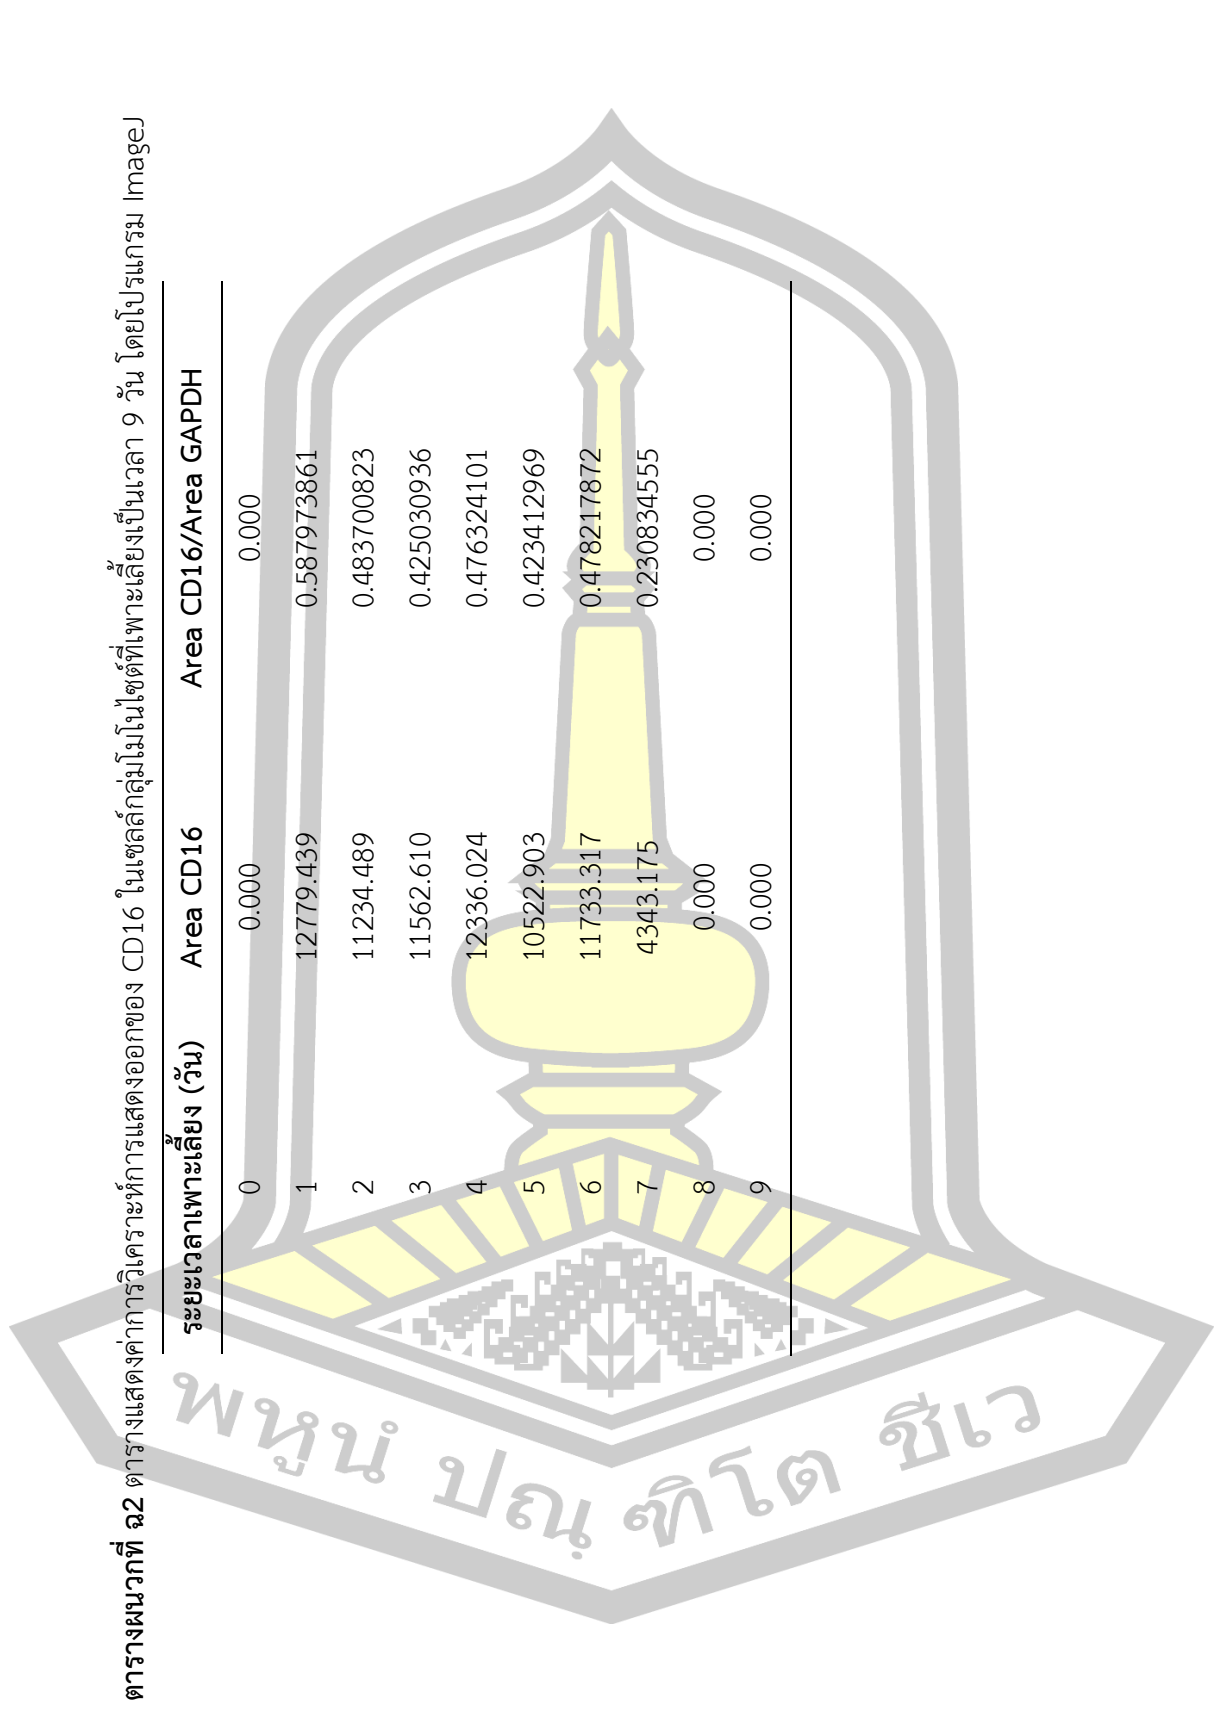 ตารางผนวกที่ ฉ2 ตารางแสดงค่าการวิเคราะห์การแสดงออกของ CD16 ในเซลล์กลุ่มโมโนไซต์ที่เพาะเลี้ยงเป็นเวลา 9 วัน โดยโปรแกรม ImageJ
ระยะเวลาเพาะเลี้ยง (วัน) Area CD16 Area CD16/Area GAPDH
0 0.000 0.000
1 12779.439 0.587973861
2 11234.489 0.483700823
3 11562.610 0.425030936
4 12336.024 0.476324101
5 10522.903 0.423412969
6 11733.317 0.478217872
7 4343.175 0.230834555
8 0.000 0.000
9 0.000 0.000
พหูนํ ปณฺฑิโต ชีเว